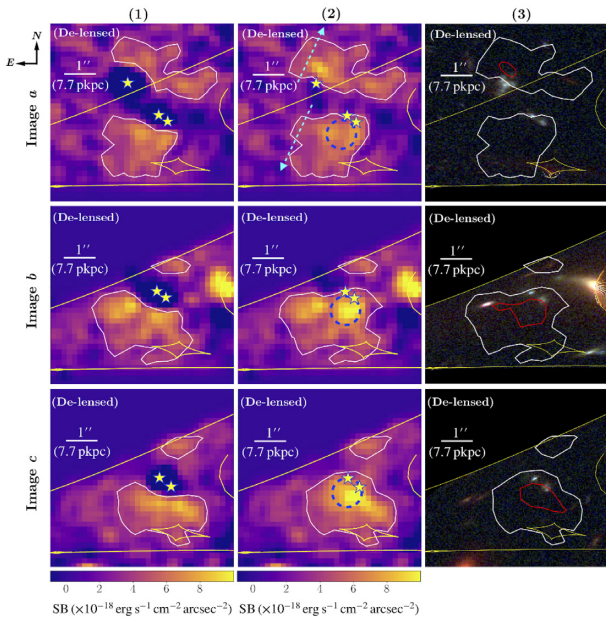 (1) (2) (3)
N
E
Image a
(De-lensed) (De-lensed) (De-lensed)
1″ 1″ 1″
(7.7 pkpc) (7.7 pkpc) (7.7 pkpc)
Image b
(De-lensed) (De-lensed) (De-lensed)
1″ 1″ 1″
(7.7 pkpc) (7.7 pkpc) (7.7 pkpc)
Image c
(De-lensed) (De-lensed) (De-lensed)
1″ 1″ 1″
(7.7 pkpc) (7.7 pkpc) (7.7 pkpc)
0 2 4 6 8 0 2 4 6 8
SB (×10⁻¹⁸ erg s⁻¹ cm⁻² arcsec⁻²) SB (×10⁻¹⁸ erg s⁻¹ cm⁻² arcsec⁻²)